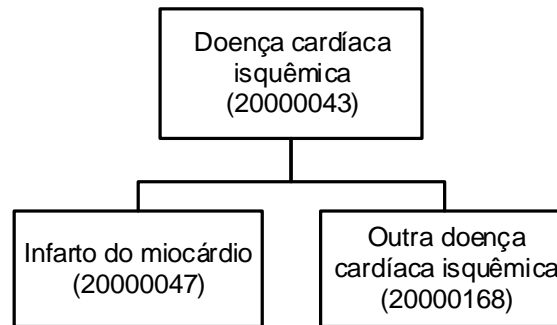 Doença cardíaca
isquêmica
(20000043)
Infarto do miocárdio
(20000047)
Outra doença
cardíaca isquêmica
(20000168)